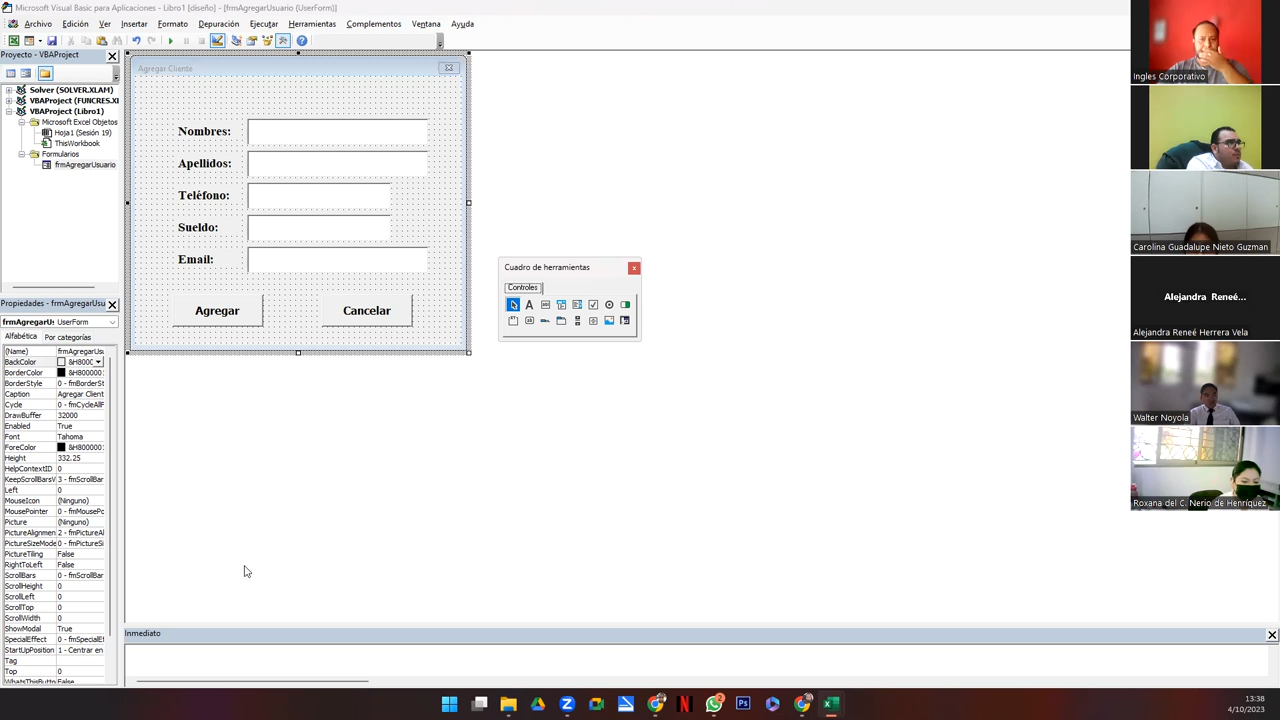 Microsoft Visual Basic para Aplicaciones - Libro1 [diseño] - [frmAgregarUsuario (UserForm)]
Archivo Edición Ver Insertar Formato Depuración Ejecutar Herramientas Complementos Ventana Ayuda
Proyecto - VBAProject
Solver (SOLVER.XLAM)
VBAProject (FUNCRES.XL
VBAProject (Libro1)
Microsoft Excel Objetos
Hoja1 (Sesión 19)
ThisWorkbook
Formularios
frmAgregarUsuario
Propiedades - frmAgregarUsu
frmAgregarU: UserForm
Alfabética Por categorías
(Name) frmAgregarUsu
BackColor &H800C
BorderColor &H800000
BorderStyle 0 - fmBorderSt
Caption Agregar Client
Cycle 0 - fmCycleAllF
DrawBuffer 32000
Enabled True
Font Tahoma
ForeColor &H800000
Height 332.25
HelpContextID 0
KeepScrollBarsV 3 - fmScrollBar
Left 0
MouseIcon (Ninguno)
MousePointer 0 - fmMousePo
Picture (Ninguno)
PictureAlignmen 2 - fmPictureAl
PictureSizeMode 0 - fmPictureSi
PictureTiling False
RightToLeft False
ScrollBars 0 - fmScrollBar
ScrollHeight 0
ScrollLeft 0
ScrollTop 0
ScrollWidth 0
ShowModal True
SpecialEffect 0 - fmSpecialEf
StartUpPosition 1 - Centrar en
Tag
Top 0
WhatsThisButto False
Agregar Cliente
Nombres:
Apellidos:
Teléfono:
Sueldo:
Email:
Agregar Cancelar
Cuadro de herramientas
Controles
Inmediato
Ingles Corporativo
Carolina Guadalupe Nieto Guzman
Alejandra Reneé...
Alejandra Reneé Herrera Vela
Walter Noyola
Roxana del C. Nerio de Henríquez
13:38
4/10/2023